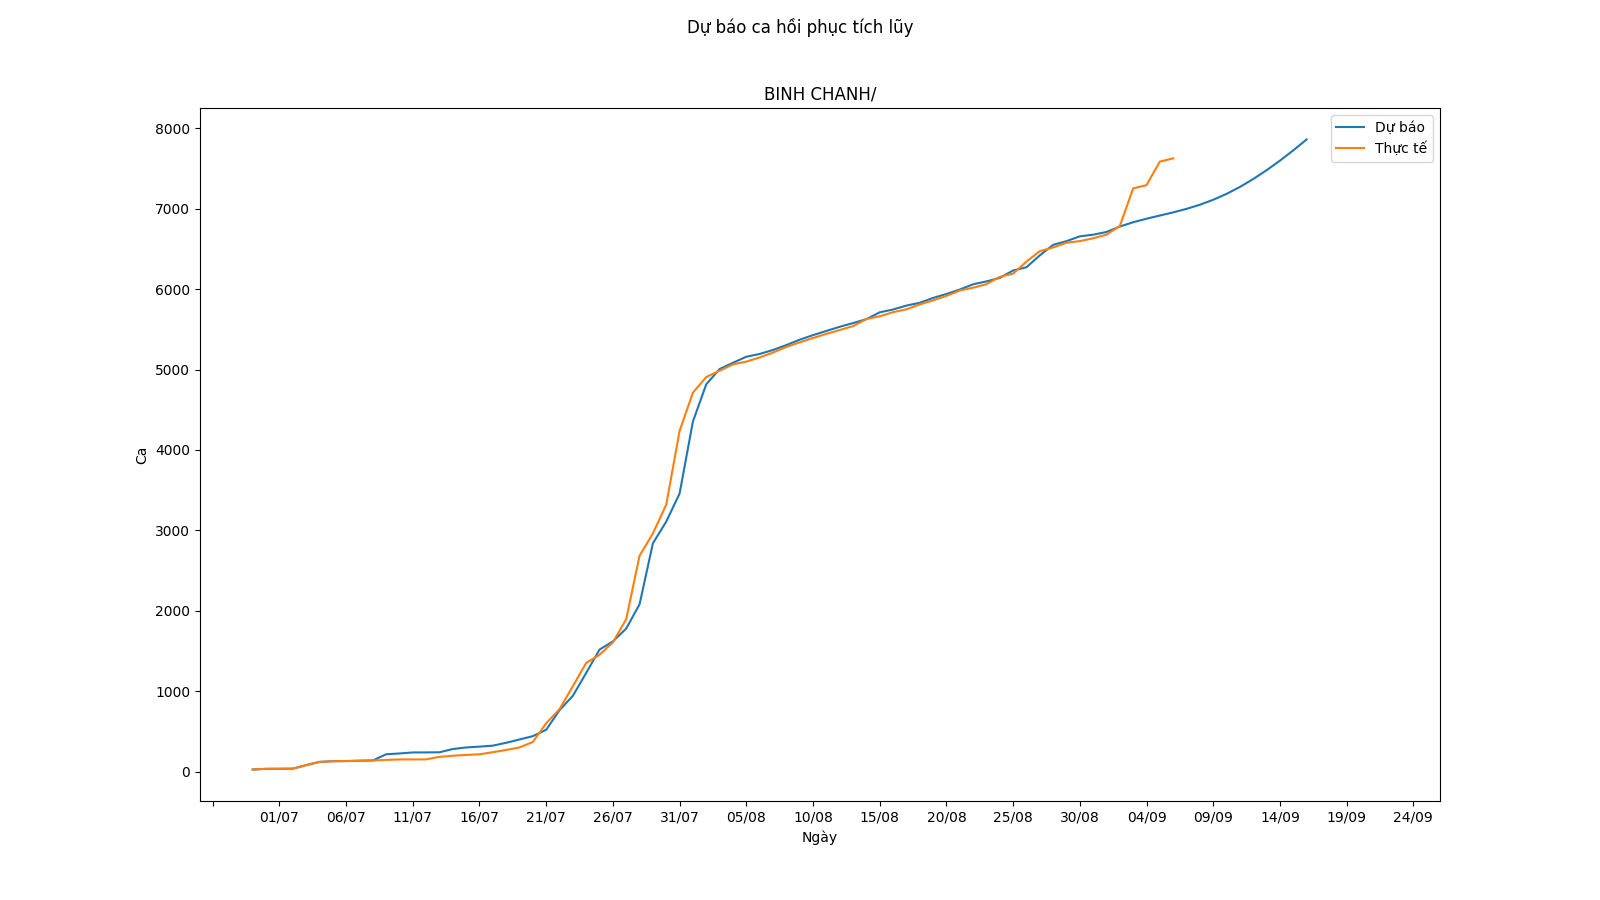 Dự báo ca hồi phục tích lũy
BINH CHANH/
Dự báo
Thực tế
8000
7000
6000
5000
4000
3000
2000
1000
0
Ca
01/07 06/07 11/07 16/07 21/07 26/07 31/07 05/08 10/08 15/08 20/08 25/08 30/08 04/09 09/09 14/09 19/09 24/09
Ngày